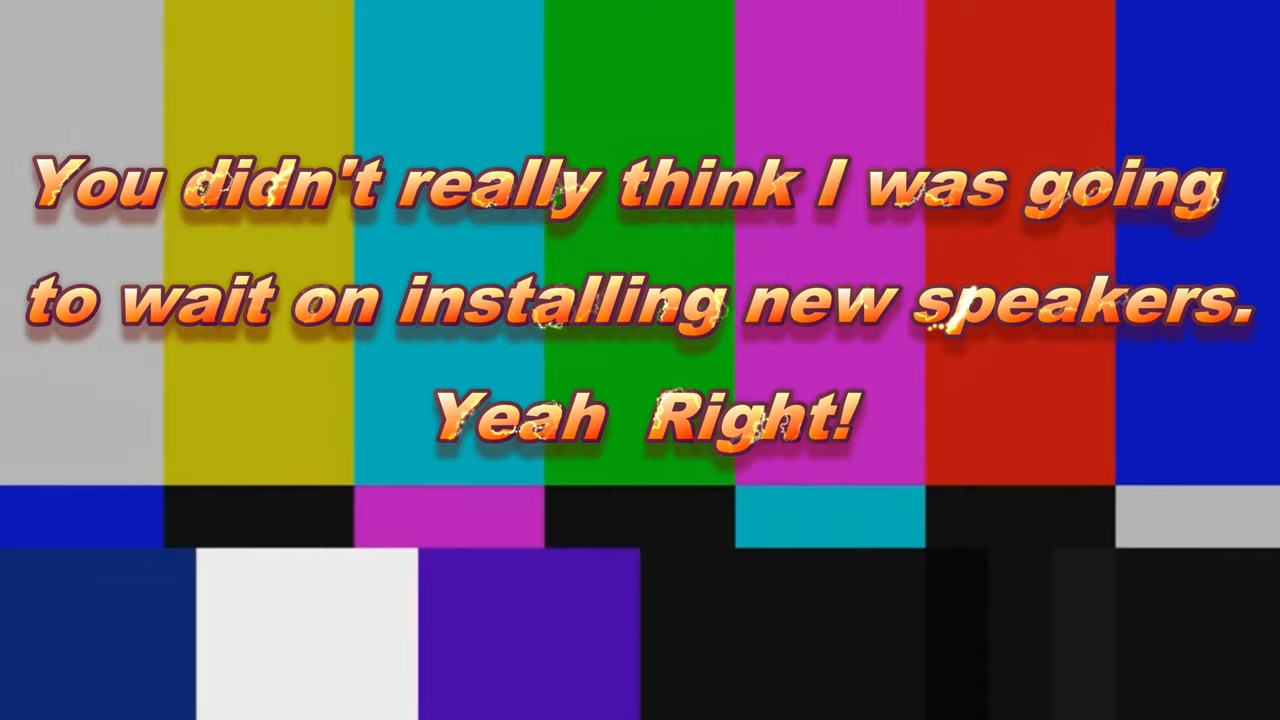 You didn't really think I was going
to wait on installing new speakers.
Yeah Right!